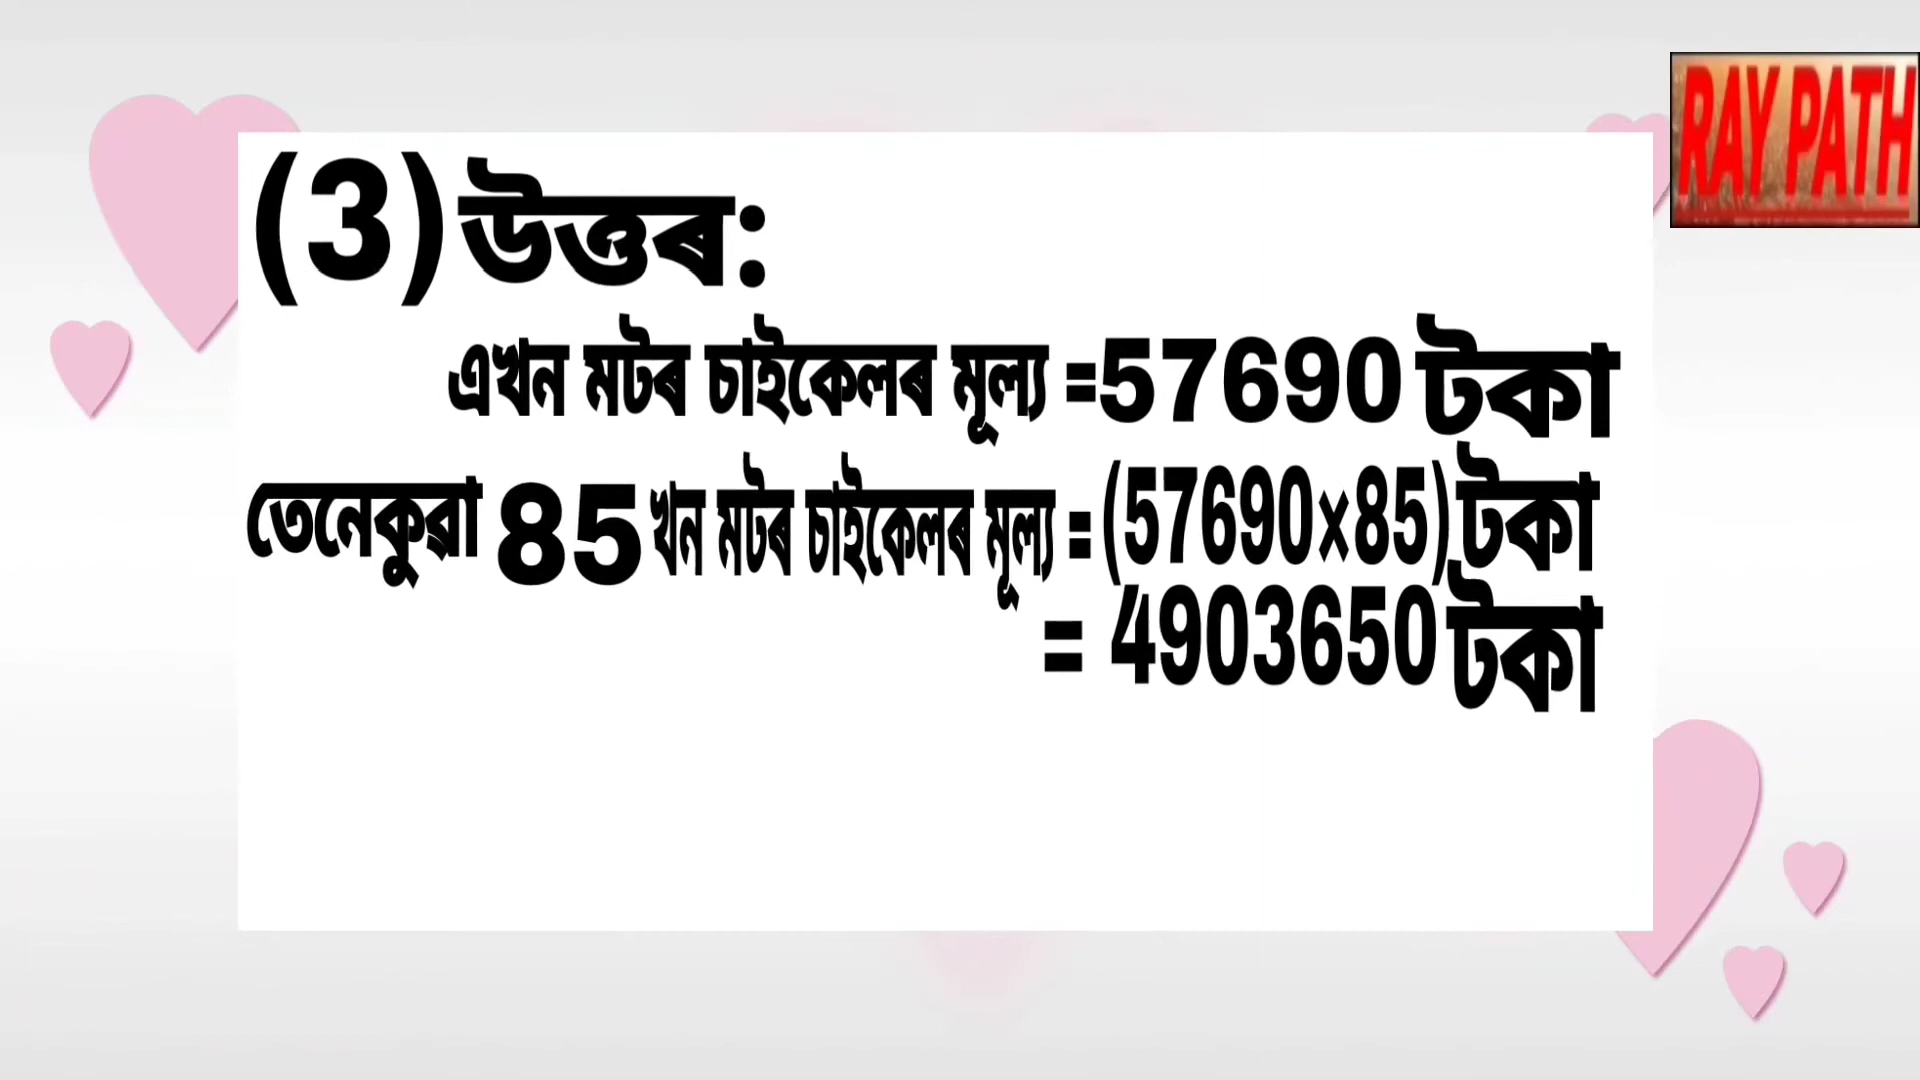 RAY PATH
(3) উত্তৰ:
এখন মটৰ চাইকেলৰ মূল্য =57690 টকা
তেনেকুৱা 85 খন মটৰ চাইকেলৰ মূল্য = (57690×85) টকা
= 4903650 টকা